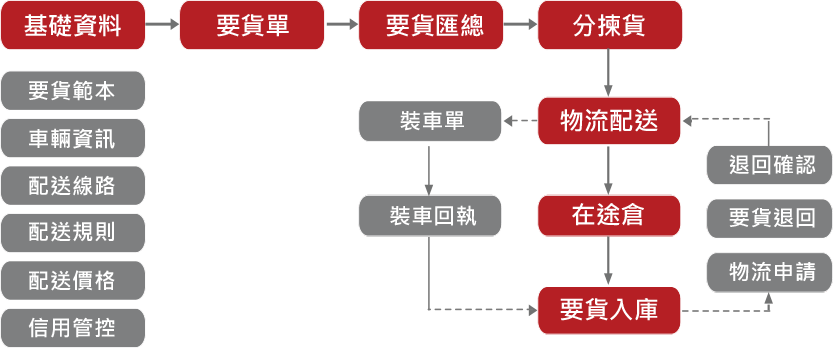 基礎資料
要貨單
要貨匯總
分揀貨
要貨範本
車輛資訊
配送線路
配送規則
配送價格
信用管控
裝車單
物流配送
退回確認
裝車回執
在途倉
要貨退回
物流申請
要貨入庫